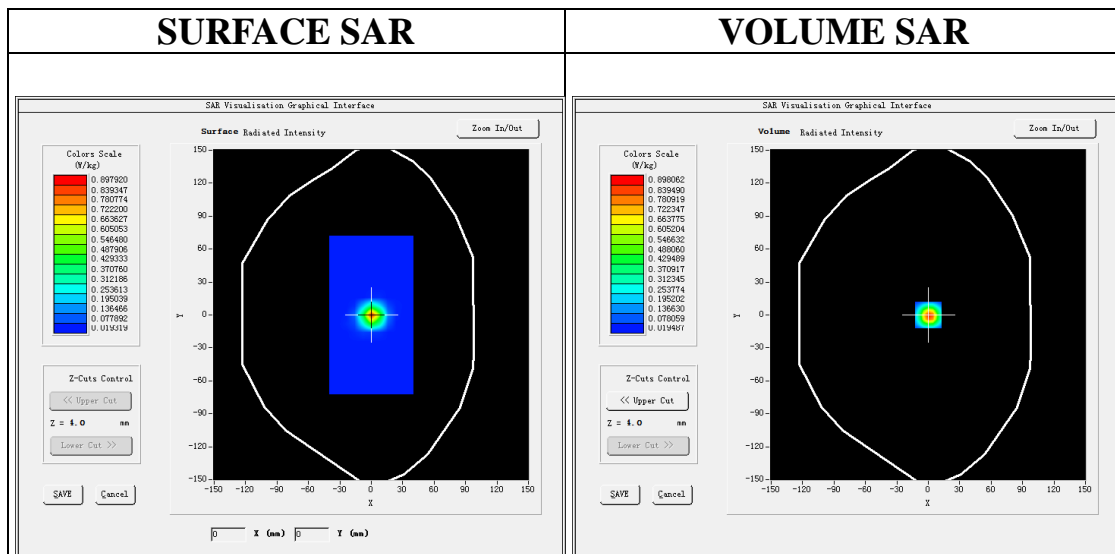 SURFACE SAR
VOLUME SAR
SAR Visualisation Graphical Interface
Surface Radiated Intensity
Zoom In/Out
Colors Scale
(W/kg)
0.897920
0.839347
0.780774
0.722200
0.663627
0.605053
0.546480
0.487906
0.429333
0.370760
0.312186
0.253613
0.195039
0.136466
0.077892
0.019319
150
120
90
60
30
0
-30
-60
-90
-120
-150
Y
-150 -120 -90 -60 -30 0 30 60 90 120 150
X
Z-Cuts Control
<< Upper Cut
Z = 4.0 mm
Lower Cut >>
SAVE Cancel
0 X (mm) 0 Y (mm)
SAR Visualisation Graphical Interface
Volume Radiated Intensity
Zoom In/Out
Colors Scale
(W/kg)
0.898062
0.839490
0.780919
0.722347
0.663775
0.605204
0.546632
0.488060
0.429489
0.370917
0.312345
0.253774
0.195202
0.136630
0.078059
0.019487
150
120
90
60
30
0
-30
-60
-90
-120
-150
Y
-150 -120 -90 -60 -30 0 30 60 90 120 150
X
Z-Cuts Control
<< Upper Cut
Z = 4.0 mm
Lower Cut >>
SAVE Cancel